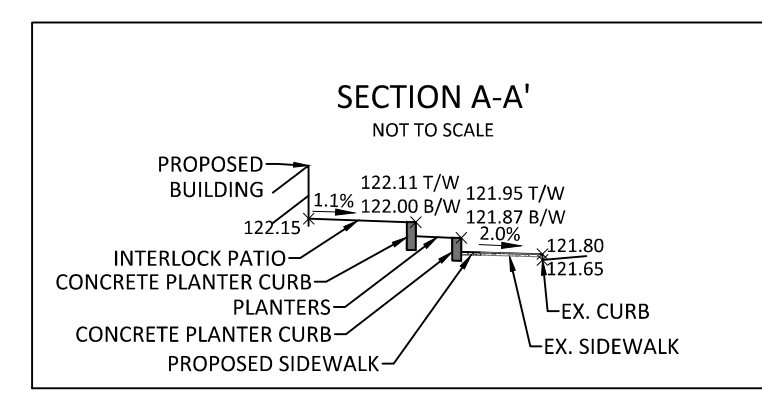 SECTION A-A'
NOT TO SCALE
PROPOSED
BUILDING
1.1%
122.11 T/W
122.00 B/W
121.95 T/W
121.87 B/W
122.15
2.0%
121.80
121.65
INTERLOCK PATIO
CONCRETE PLANTER CURB
PLANTERS
CONCRETE PLANTER CURB
PROPOSED SIDEWALK
EX. CURB
EX. SIDEWALK